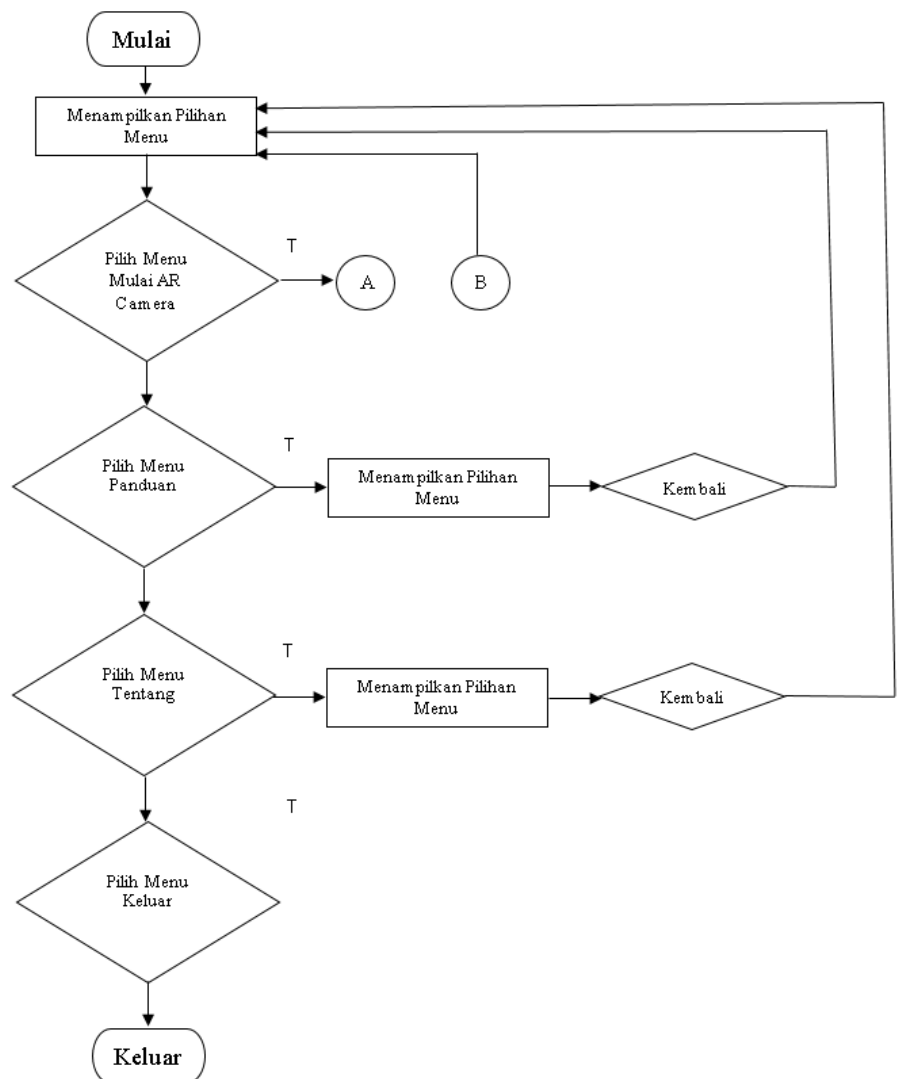 Mulai
Menampilkan Pilihan
Menu
Pilih Menu
Mulai AR
Camera
T
A
B
Pilih Menu
Panduan
T
Menampilkan Pilihan
Menu
Kembali
Pilih Menu
Tentang
T
Menampilkan Pilihan
Menu
Kembali
T
Pilih Menu
Keluar
Keluar